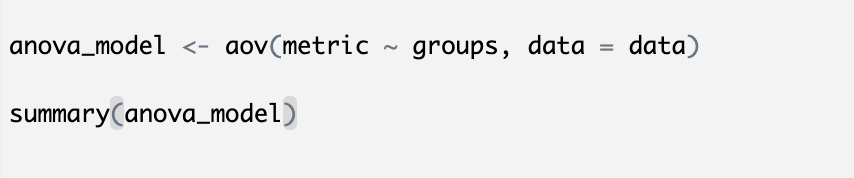 anova_model <- aov(metric ~ groups, data = data)
summary(anova_model)